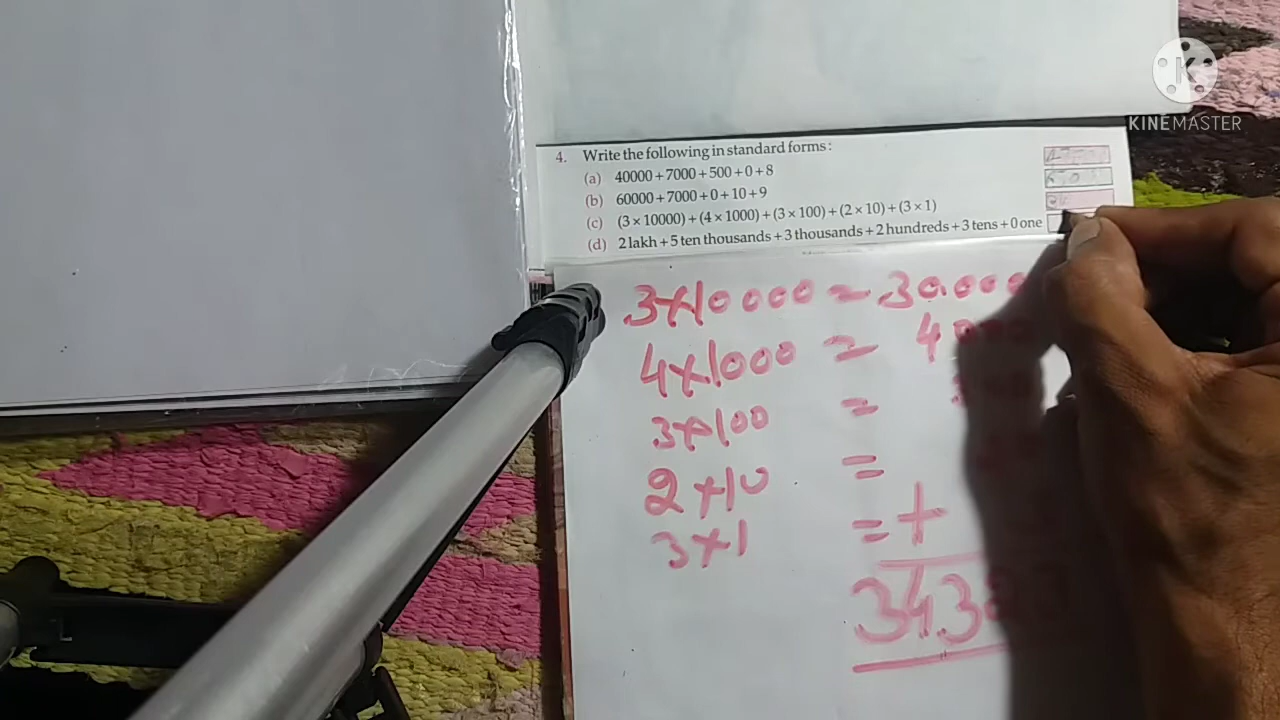 KINEMASTER
4. Write the following in standard forms :
(a) 40000 + 7000 + 500 + 0 + 8
(b) 60000 + 7000 + 0 + 10 + 9
(c) (3 × 10000) + (4 × 1000) + (3 × 100) + (2 × 10) + (3 × 1)
(d) 2 lakh + 5 ten thousands + 3 thousands + 2 hundreds + 3 tens + 0 one
3×10000 = 30000
4×1000 = 4
3×100 =
2×10 =
3×1 = +
343